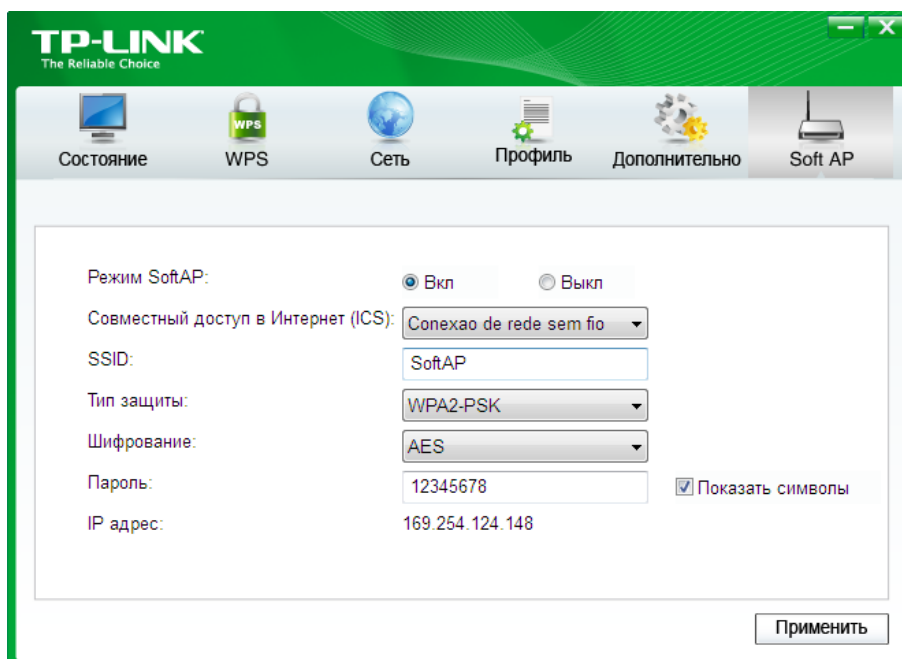 TP-LINK
The Reliable Choice
WPS
Состояние WPS Сеть Профиль Дополнительно Soft AP
Режим SoftAP: Вкл Выкл
Совместный доступ в Интернет (ICS): Conexao de rede sem fio
SSID: SoftAP
Тип защиты: WPA2-PSK
Шифрование: AES
Пароль: 12345678 Показать символы
IP адрес: 169.254.124.148
Применить